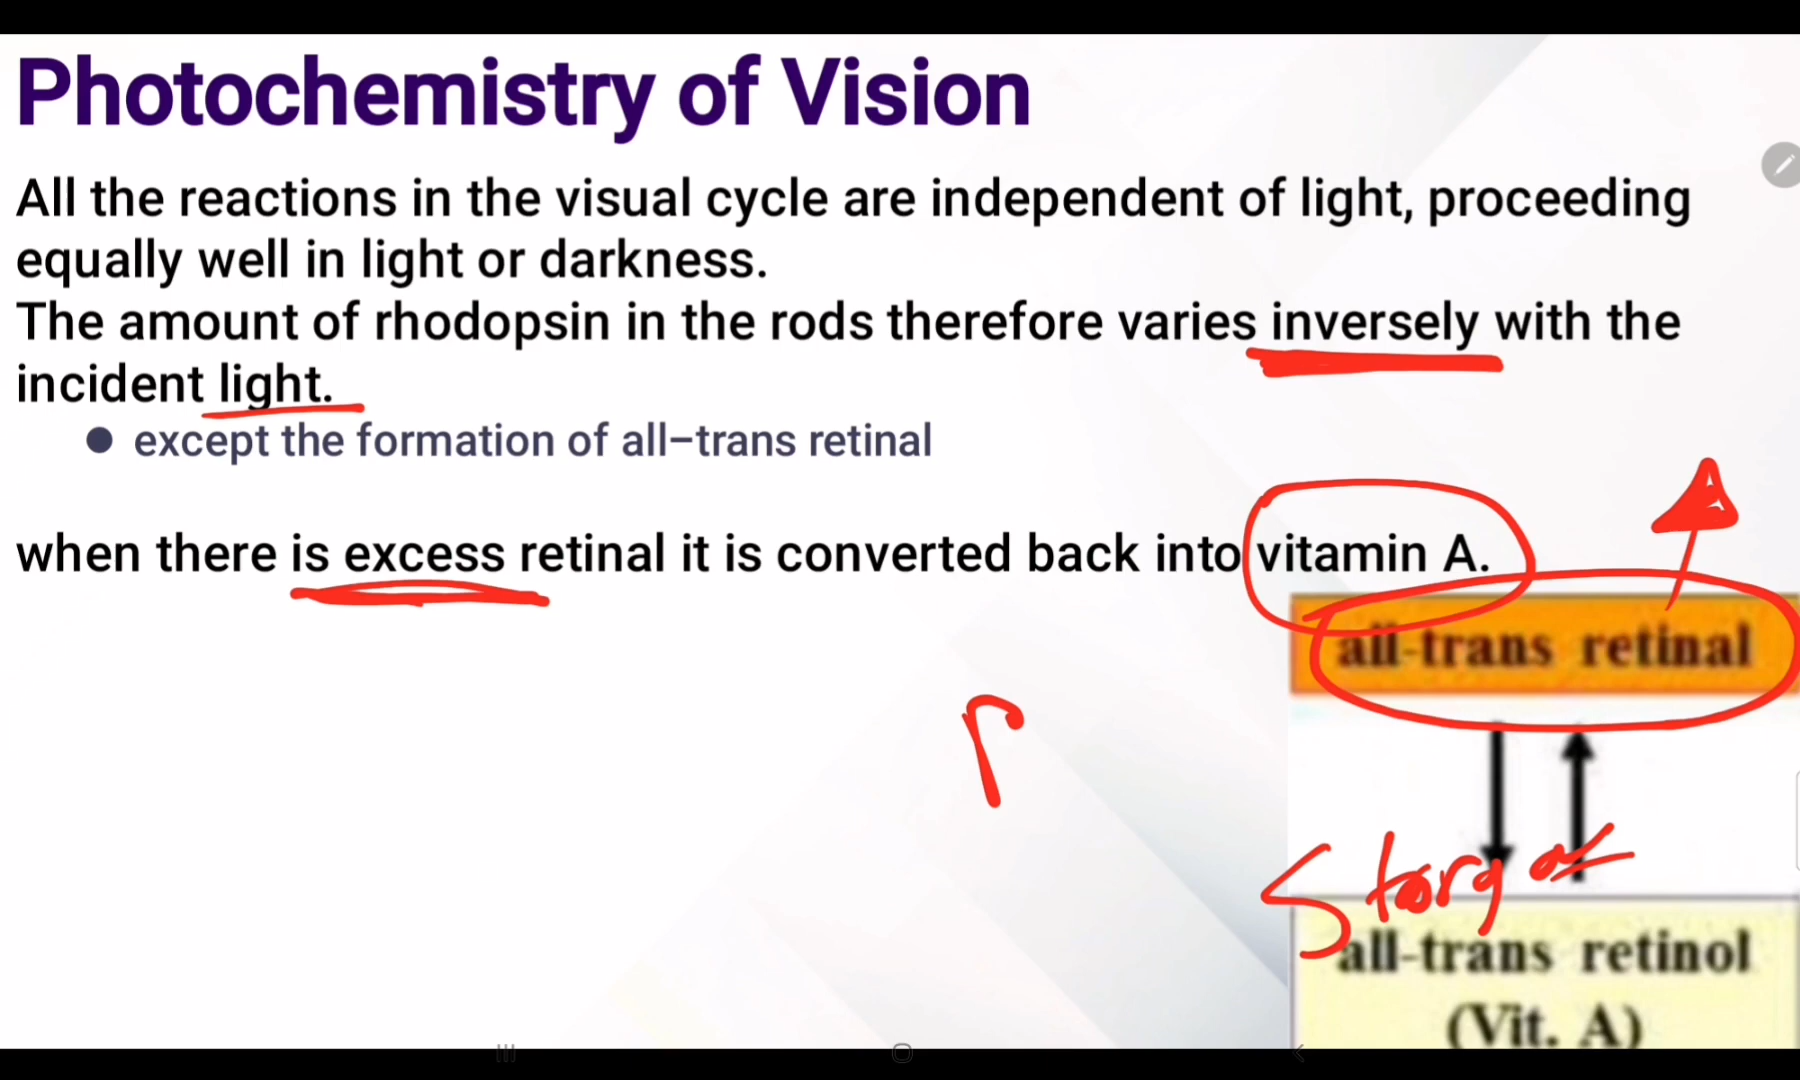 Photochemistry of Vision
All the reactions in the visual cycle are independent of light, proceeding
equally well in light or darkness.
The amount of rhodopsin in the rods therefore varies inversely with the
incident light.
● except the formation of all–trans retinal
when there is excess retinal it is converted back into vitamin A.
all-trans retinal
all-trans retinol
(Vit. A)